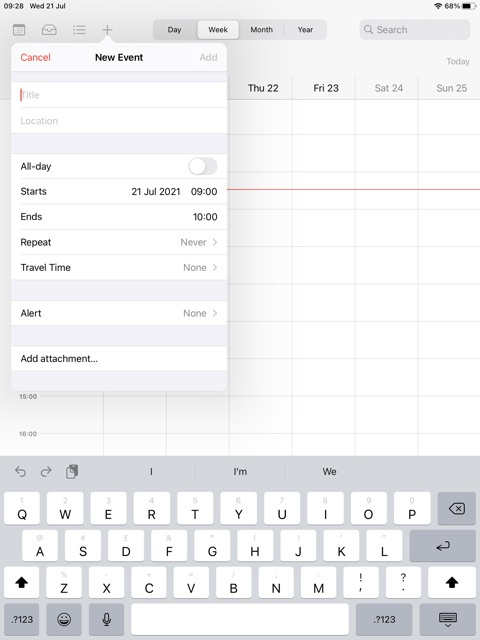 09:28 Wed 21 Jul 68%
Day Week Month Year Search
Cancel New Event Add
Today
Thu 22 Fri 23 Sat 24 Sun 25
Title
Location
All-day
Starts 21 Jul 2021 09:00
Ends 10:00
Repeat Never
Travel Time None
Alert None
Add attachment...
15:00
16:00
I I'm We
1 2 3 4 5 6 7 8 9 0
Q W E R T Y U I O P
@ # £ & * ( ) ' "
A S D F G H J K L
% - + = / ; : ! ?
Z X C V B N M , .
.?123 .?123